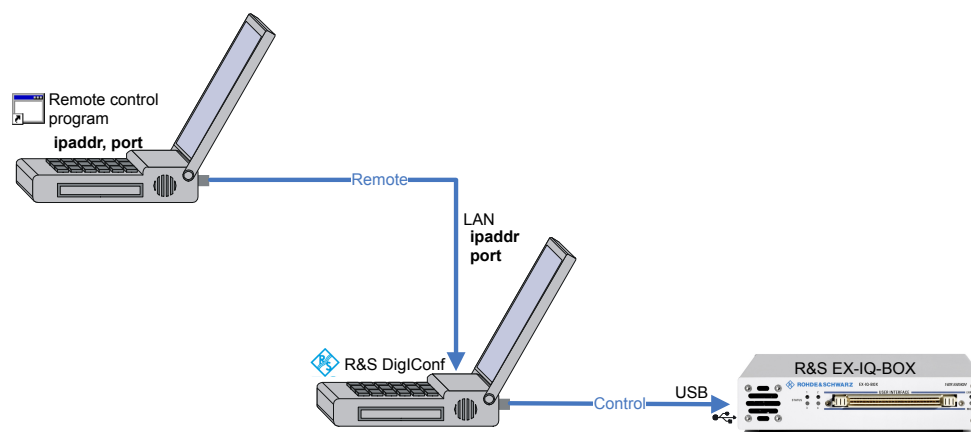 Remote control
program
ipaddr, port
Remote
LAN
ipaddr
port
R&S DigIConf
Control
USB
R&S EX-IQ-BOX
ROHDE&SCHWARZ EX-IQ-BOX
USER INTERFACE
STATUS